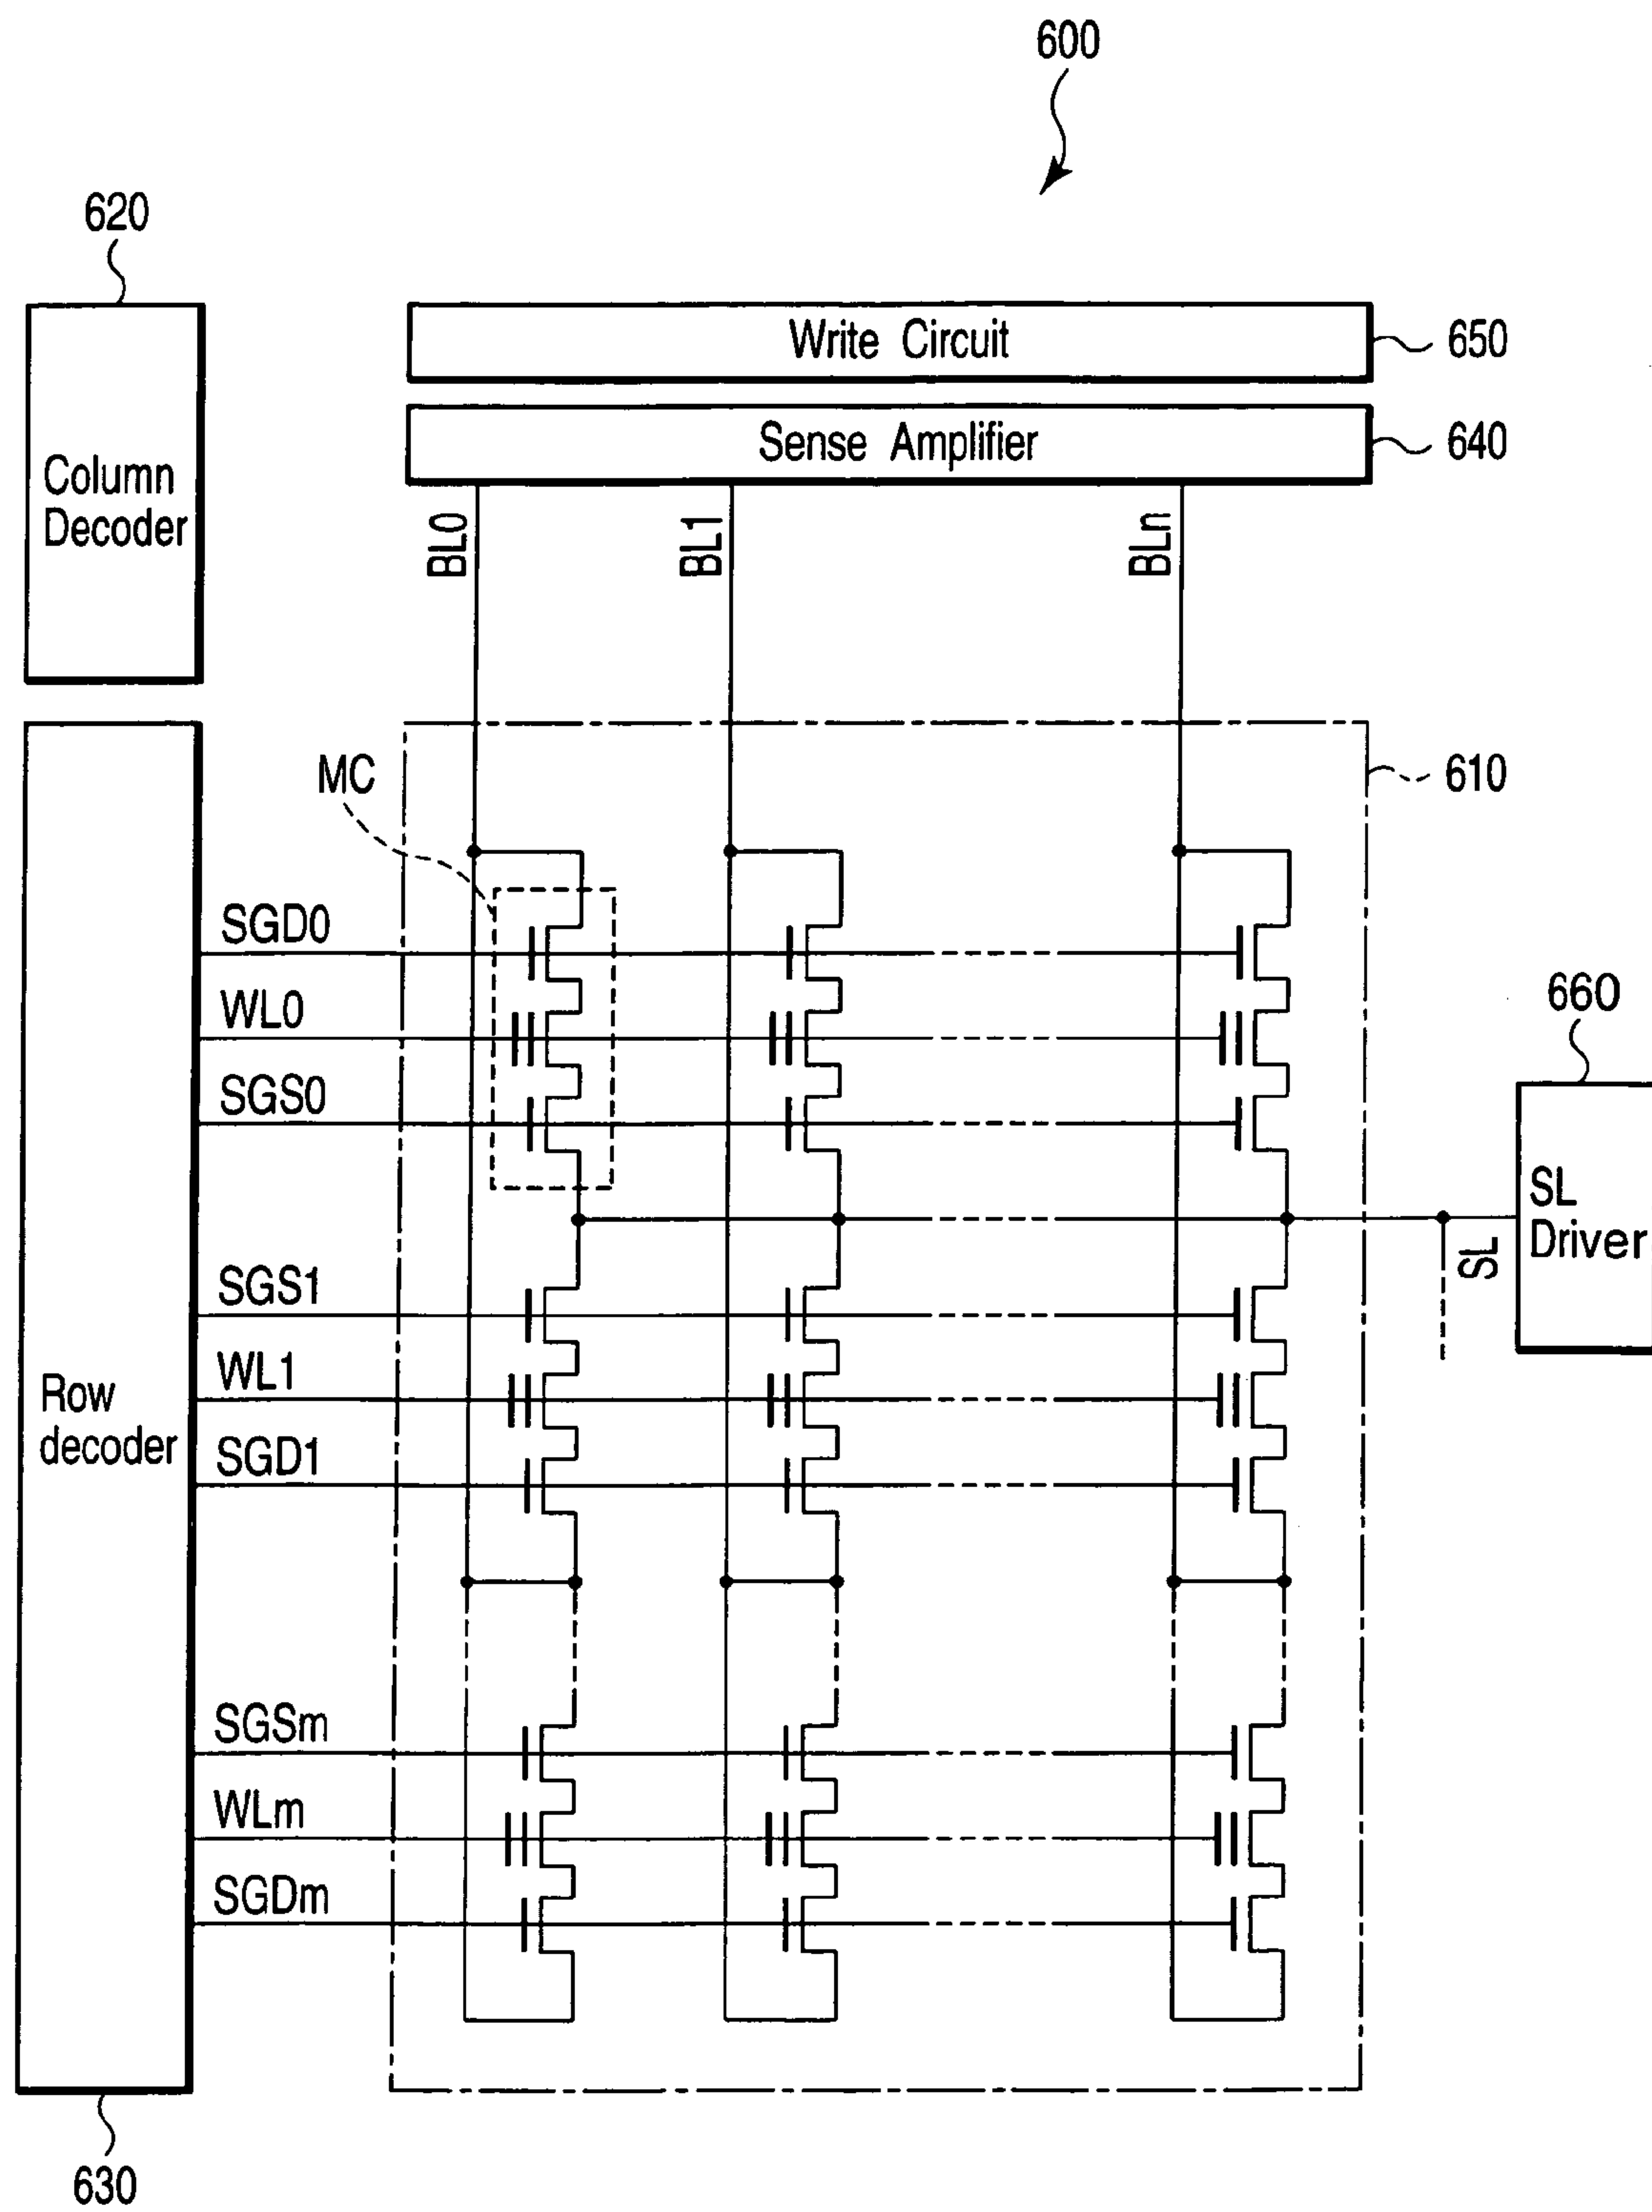 600
620
Write Circuit
650
Sense Amplifier
640
Column
Decoder
BL0
BL1
BLn
MC
610
SGD0
WL0
660
SGS0
SL
Driver
SL
SGS1
WL1
Row
decoder
SGD1
SGSm
WLm
SGDm
630